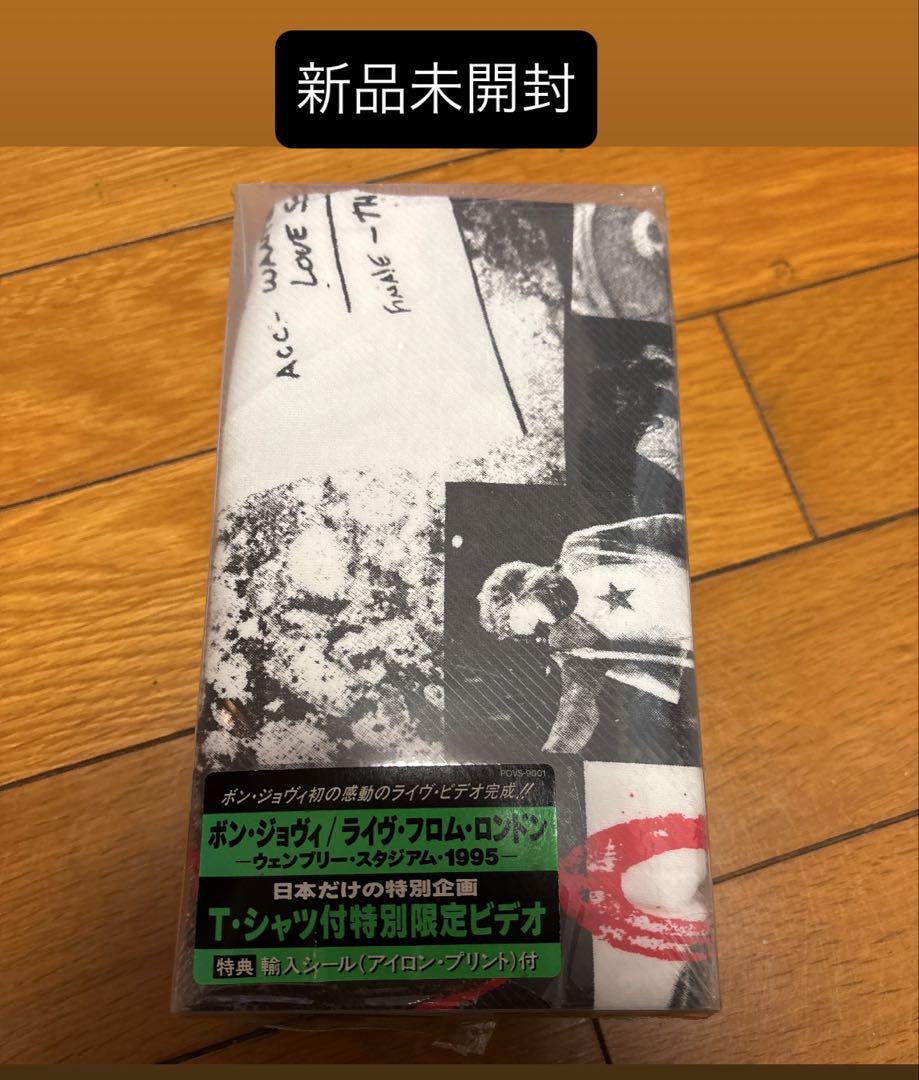 新品未開封
ACC-
LOVE
FINAlE - TH
POVS-9001
ボン・ジョヴィ初の感動のライヴ・ビデオ完成!!
ボン・ジョヴィ/ライヴ・フロム・ロンドン
―ウェンブリー・スタジアム・1995―
日本だけの特別企画
T・シャツ付特別限定ビデオ
特典 輸入シール(アイロン・プリント)付